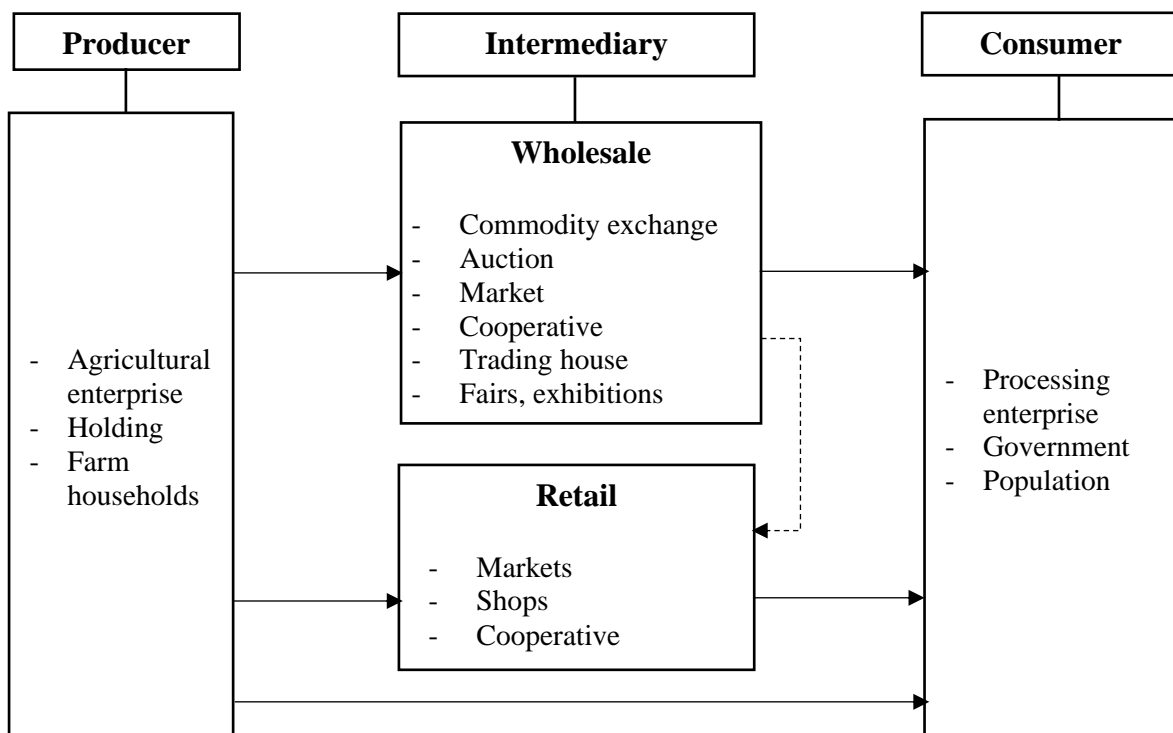 Producer
Intermediary
Consumer
- Agricultural
enterprise
- Holding
- Farm
households
Wholesale
- Commodity exchange
- Auction
- Market
- Cooperative
- Trading house
- Fairs, exhibitions
Retail
- Markets
- Shops
- Cooperative
- Processing
enterprise
- Government
- Population